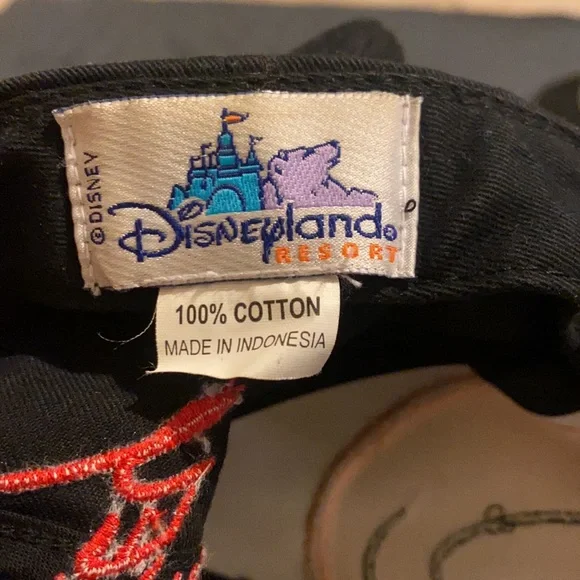 © DISNEY
Disneyland®
RESORT
100% COTTON
MADE IN INDONESIA